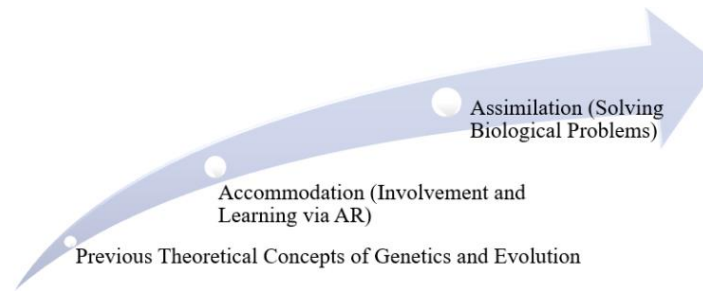 Assimilation (Solving
Biological Problems)
Accommodation (Involvement and
Learning via AR)
Previous Theoretical Concepts of Genetics and Evolution